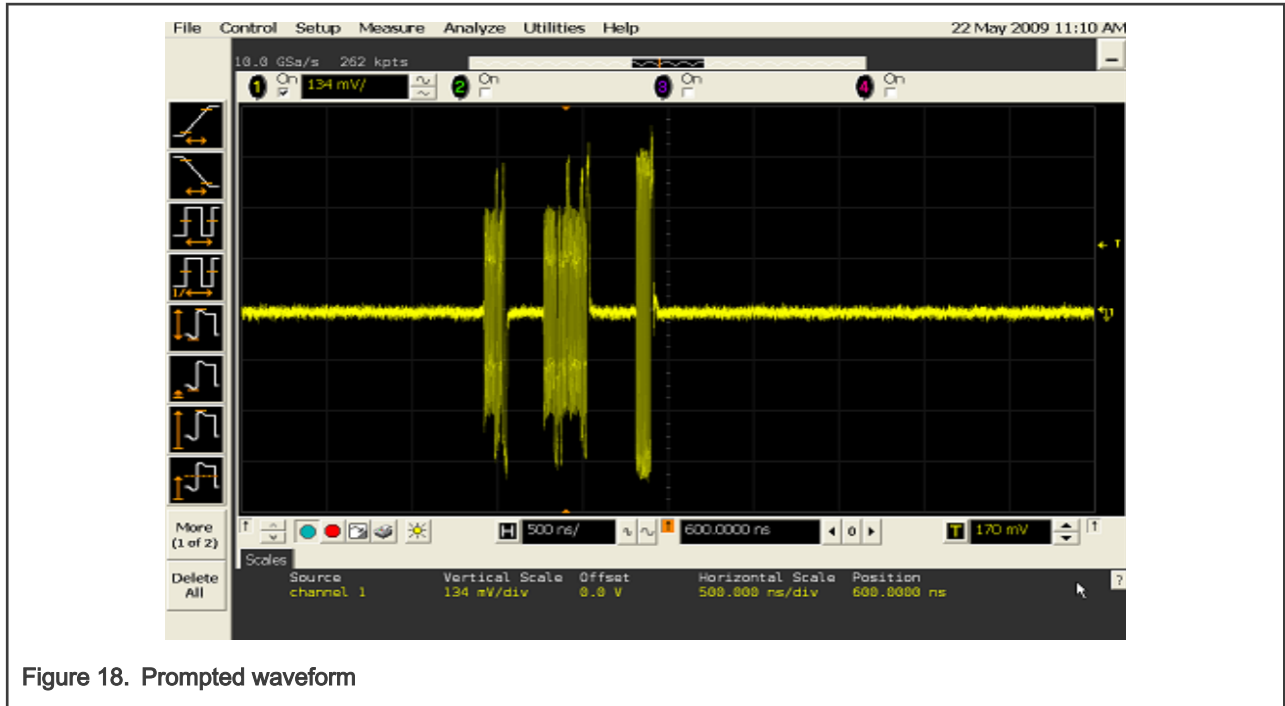 File Control Setup Measure Analyze Utilities Help 22 May 2009 11:10 AM
10.0 GSa/s 262 kpts
1 On 134 mV/ 2 On 3 On 4 On
T
1
1/
More
(1 of 2)
H 500 ns/ 600.0000 ns 0 T 170 mV
Scales
Delete
All
Source Vertical Scale Offset Horizontal Scale Position
channel 1 134 mV/div 0.0 V 500.000 ns/div 600.0000 ns
?
Figure 18. Prompted waveform